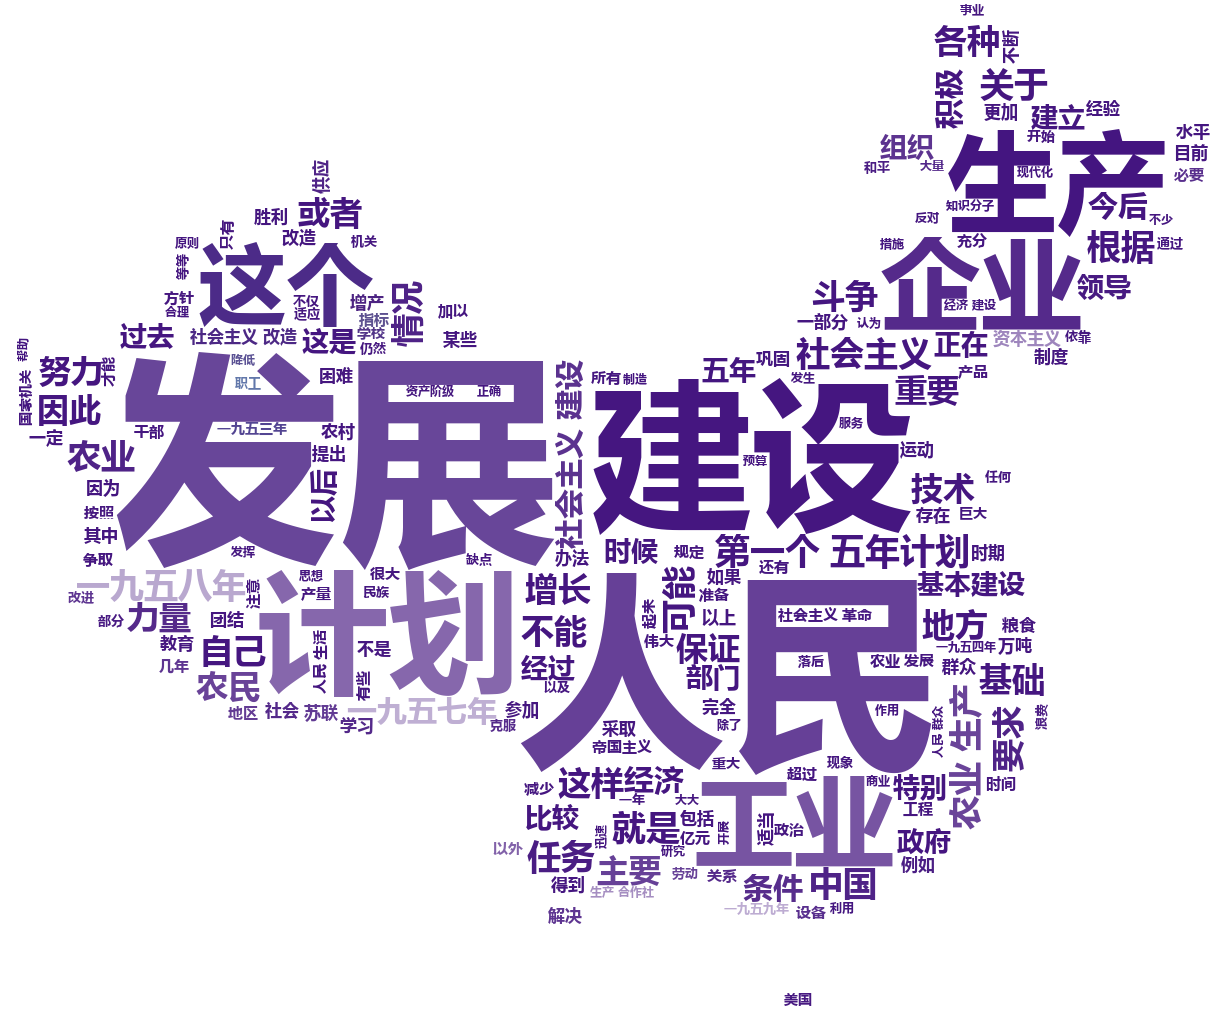 事业
各种
不断
积极
关于
更加
建立
经验
水平
目前
必要
组织
开始
和平
大量
生产
现代化
知识分子
今后
不少
反对
措施
充分
根据
通过
企业
领导
经济 建设
斗争
一部分
认为
资本主义
依靠
社会主义
正在
制度
产品
供应
胜利
或者
只有
原则
改造
机关
等等
这个
方针
合理
不仅
适应
增产
指标
情况
加以
过去
社会主义 改造
这是
学校
仍然
某些
帮助
努力
才能
降低
职工
困难
国家机关
因此
资产阶级
正确
一定
干部
一九五三年
农村
农业
提出
发展
因为
以后
按照
其中
争取
发挥
缺点
社会主义 建设
所有
制造
五年
巩固
发生
重要
建设
服务
预算
运动
技术
任何
存在
巨大
办法
时候
规定
第一个 五年计划
时期
还有
一九五八年
改进
注意
思想
很大
产量
民族
增长
可能
如果
准备
基本建设
部分
力量
团结
计划
不能
起来
以上
社会主义 革命
地方
粮食
教育
自己
人民 生活
不是
伟大
保证
一九五四年
万吨
几年
经过
人民
落后
农业 发展
群众
农民
有些
以及
部门
基础
地区
社会
苏联
一九五七年
参加
完全
作用
学习
克服
除了
人民 群众
农业 生产
要求
浪费
采取
帝国主义
重大
现象
减少
这样
经济
超过
商业
特别
时间
一年
大大
工业
工程
比较
迅速
就是
包括
亿元
开展
适当
政治
政府
以外
任务
研究
例如
得到
主要
劳动
关系
条件
中国
生产 合作社
解决
一九五九年
设备
利用
美国